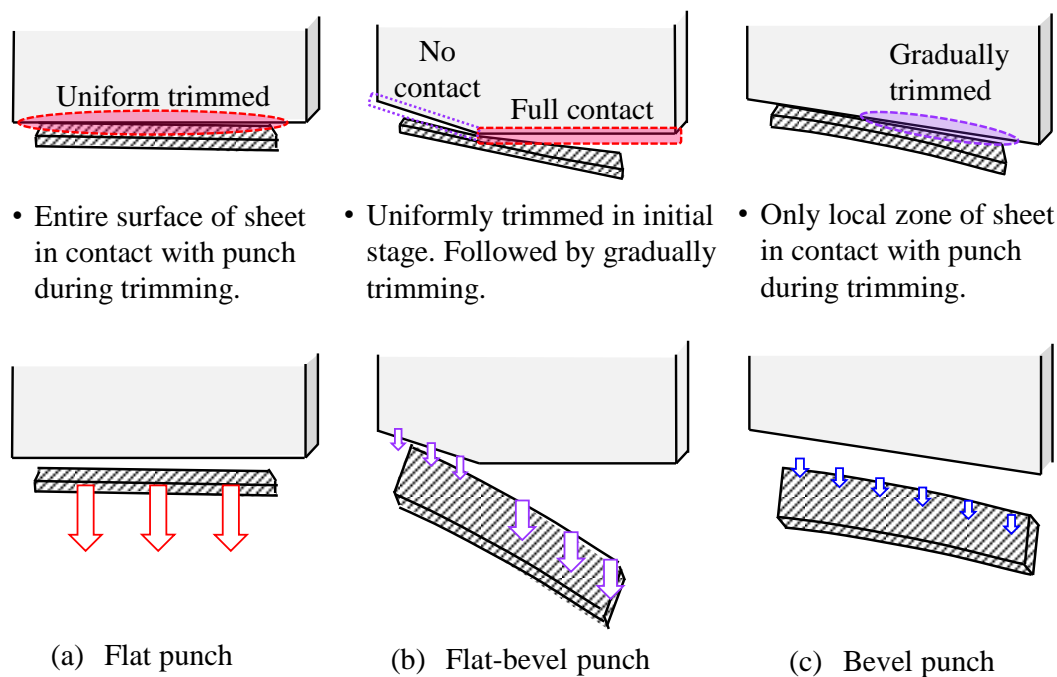 Uniform trimmed
No
contact
Full contact
Gradually
trimmed
• Entire surface of sheet
in contact with punch
during trimming.
• Uniformly trimmed in initial
stage. Followed by gradually
trimming.
• Only local zone of sheet
in contact with punch
during trimming.
(a) Flat punch
(b) Flat-bevel punch
(c) Bevel punch